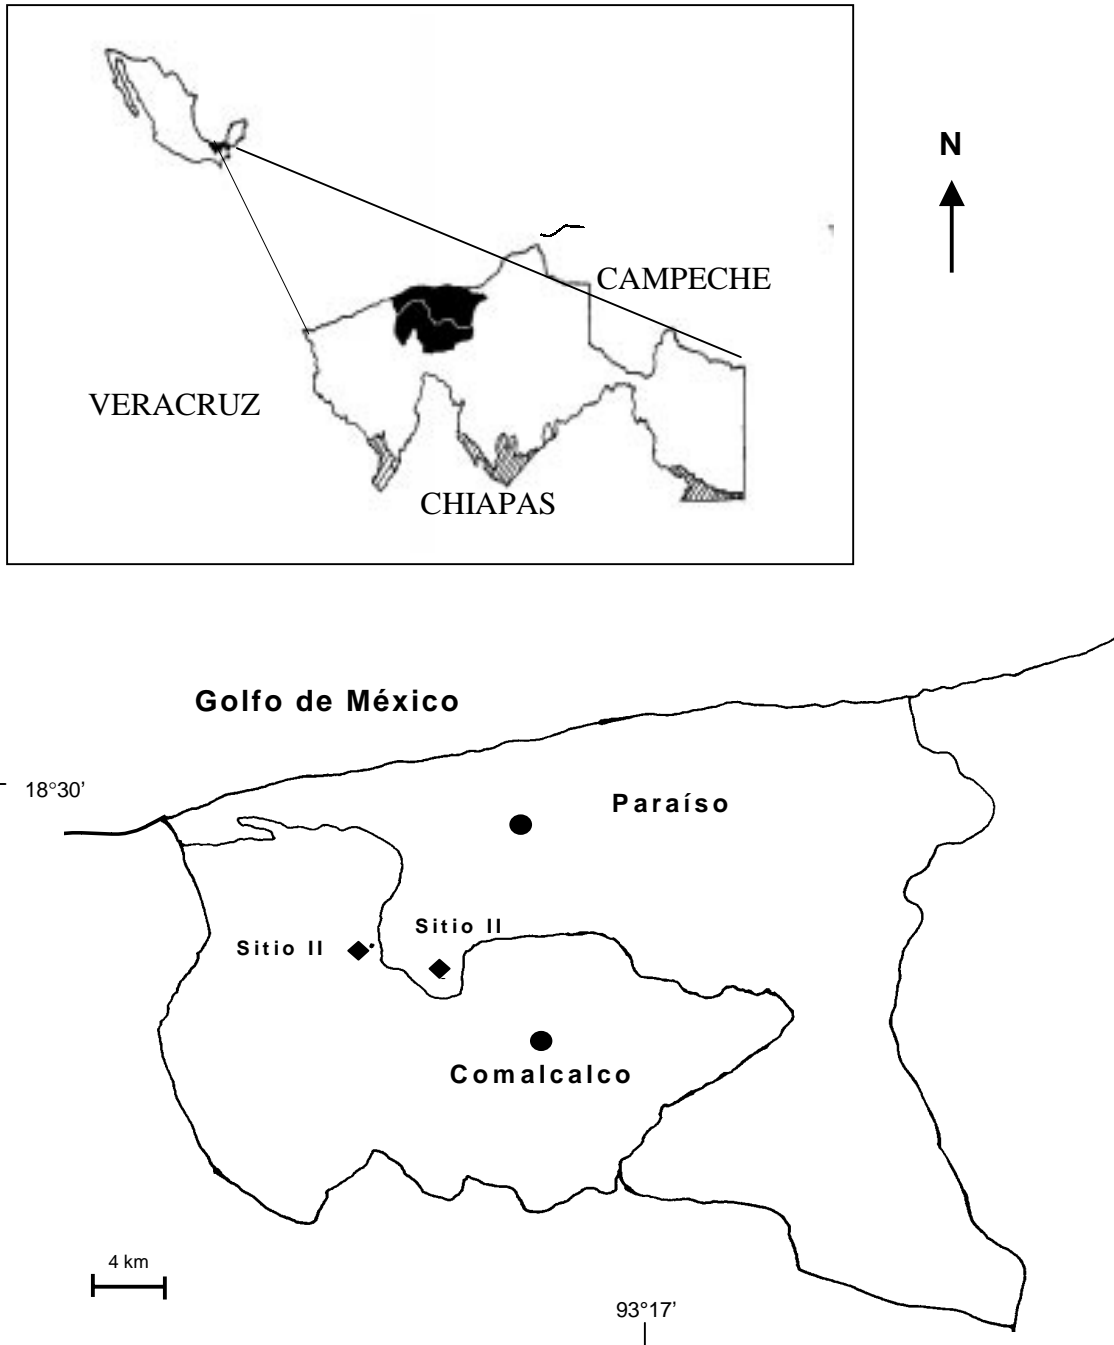 N
CAMPECHE
VERACRUZ
CHIAPAS
Golfo de México
18°30’
Paraíso
Sitio II
Sitio II
Comalcalco
4 km
93°17’